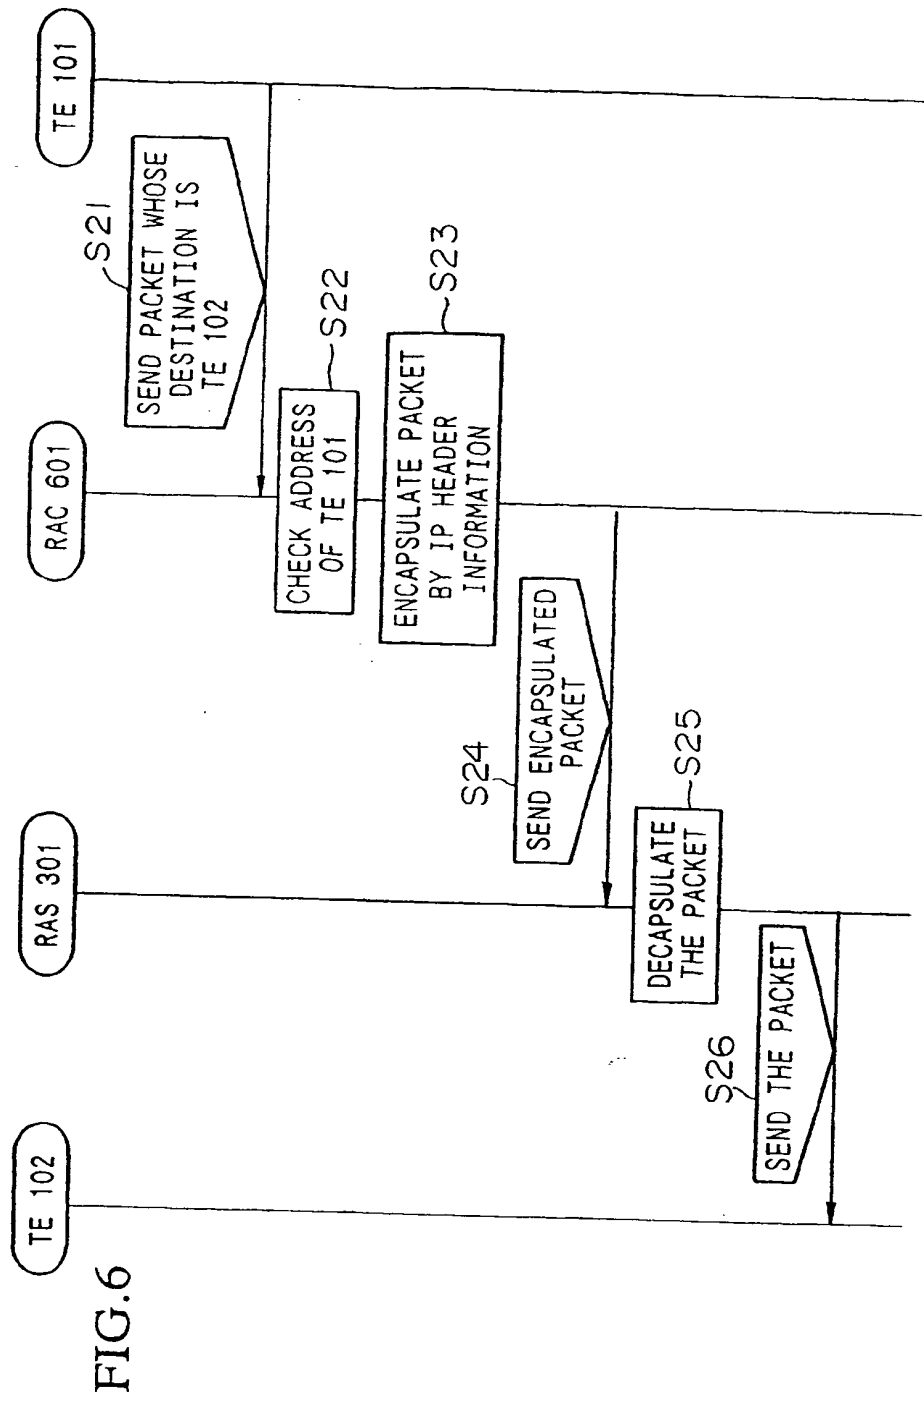 FIG.6
TE 102
RAS 301
RAC 601
TE 101
S21
SEND PACKET WHOSE
DESTINATION IS
TE 102
S22
CHECK ADDRESS
OF TE 101
S23
ENCAPSULATE PACKET
BY IP HEADER
INFORMATION
S24
SEND ENCAPSULATED
PACKET
S25
DECAPSULATE
THE PACKET
S26
SEND THE PACKET